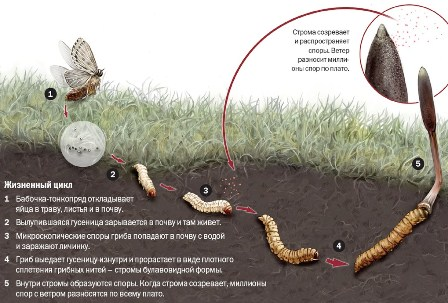 Строма созревает
и распространяет
споры. Ветер
разносит милли-
оны спор по плато.
1
2
3
4
5
Жизненный цикл
1 Бабочка-тонкопряд откладывает
яйца в траву, листья и в почву.
2 Вылупившаяся гусеница зарывается в почву и там живет.
3 Микроскопические споры гриба попадают в почву с водой
и заражают личинку.
4 Гриб выедает гусеницу изнутри и прорастает в виде плотного
сплетения грибных нитей – стромы булавовидной формы.
5 Внутри стромы образуются споры. Когда строма созревает, миллионы
спор с ветром разносятся по всему плато.